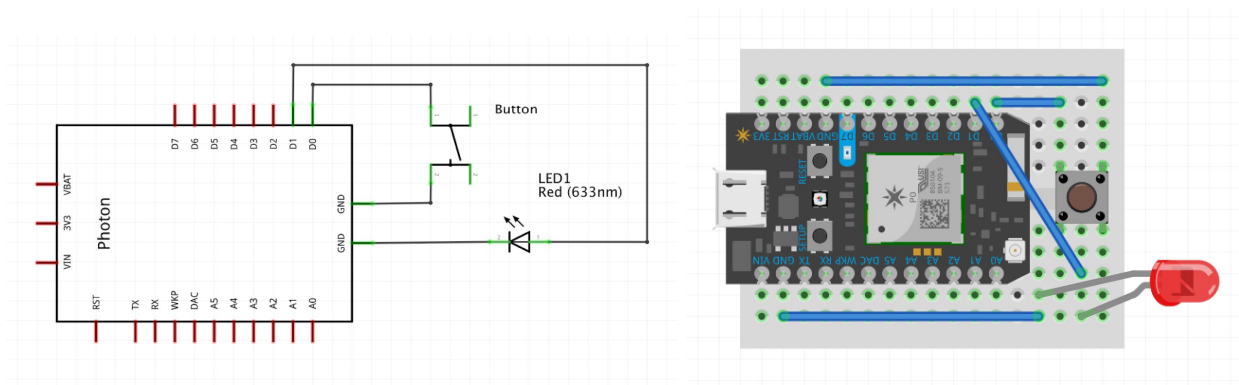 Button
LED1
Red (633nm)
Photon
D7
D6
D5
D4
D3
D2
D1
D0
VBAT
3V3
VIN
GND
GND
RST
TX
RX
WKP
DAC
A5
A4
A3
A2
A1
A0
3V3
RST
VBAT
GND
D7
D6
D5
D4
D3
D2
D1
RESET
SETUP
P0
VIN
GND
TX
RX
WKP
DAC
A5
A4
A3
A2
A1
A0